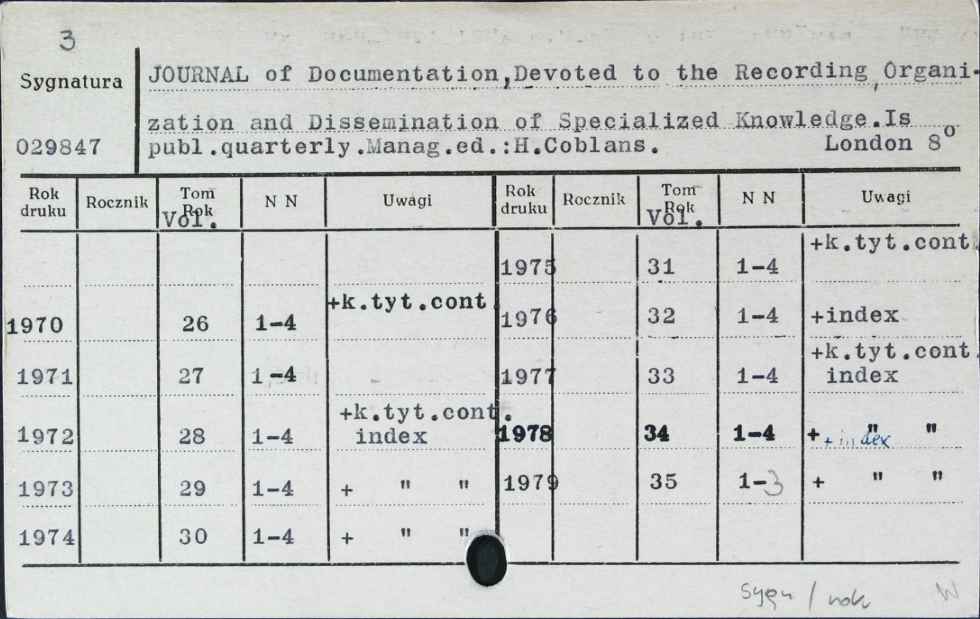 3
Sygnatura
JOURNAL of Documentation,Devoted to the Recording,Organi-
zation and Dissemination of Specialized Knowledge.Is
029847
publ.quarterly.Manag.ed.:H.Coblans. London 8°
Rok druku Rocznik Tom Rok Vol. N N Uwagi Rok druku Rocznik Tom Rok Vol. N N Uwagi
1975 31 1-4 +k.tyt.cont.
1970 26 1-4 +k.tyt.cont 1976 32 1-4 +index
1971 27 1-4 1977 33 1-4 +k.tyt.cont. index
1972 28 1-4 +k.tyt.cont. index 1978 34 1-4 + " " + index
1973 29 1-4 + " " 1979 35 1-3 + " "
1974 30 1-4 + " "
Sygn / rok W